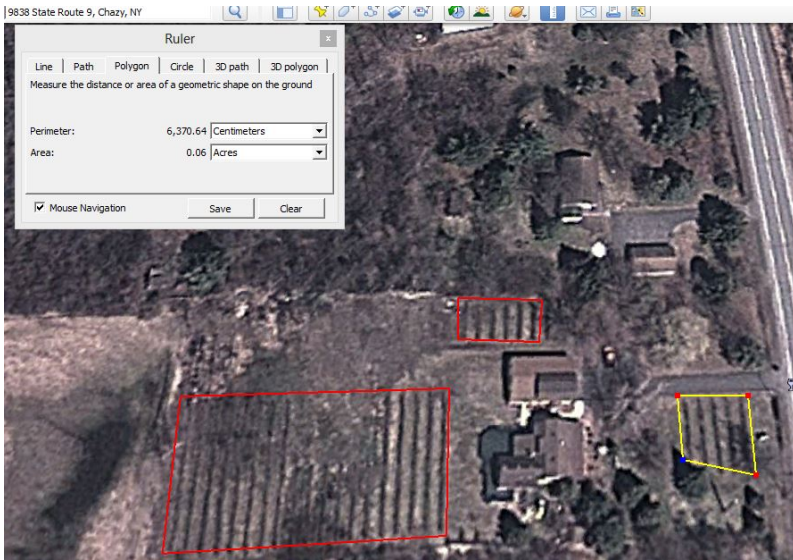 9838 State Route 9, Chazy, NY
Ruler
x
Line Path Polygon Circle 3D path 3D polygon
Measure the distance or area of a geometric shape on the ground
Perimeter: 6,370.64 Centimeters
Area: 0.06 Acres
Mouse Navigation Save Clear